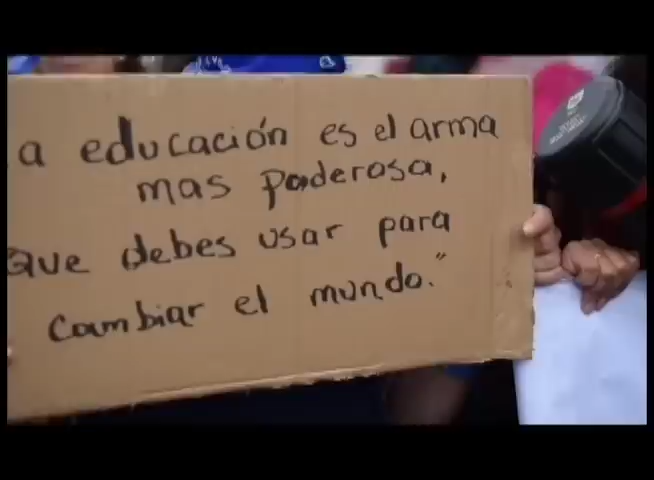 a educación es el arma
mas poderosa,
que debes usar para
cambiar el mundo."